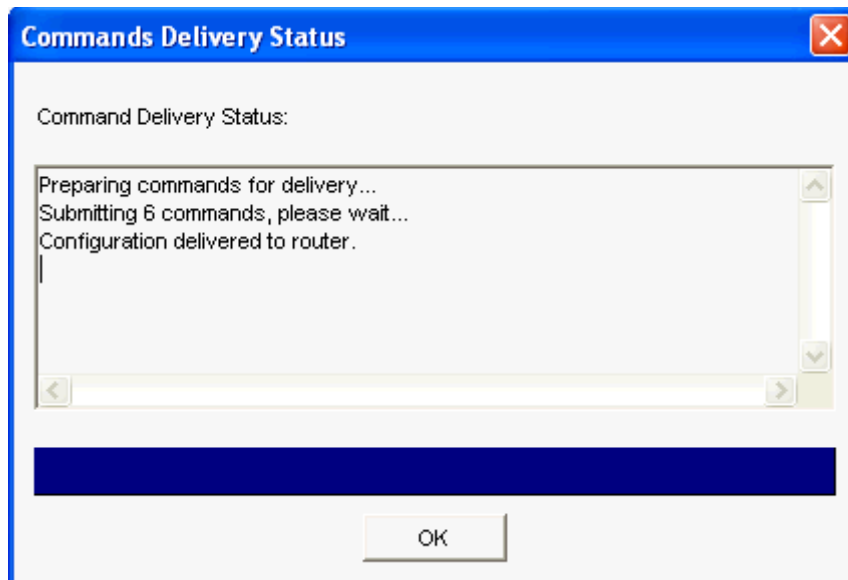 Commands Delivery Status
Command Delivery Status:
Preparing commands for delivery...
Submitting 6 commands, please wait...
Configuration delivered to router.
OK